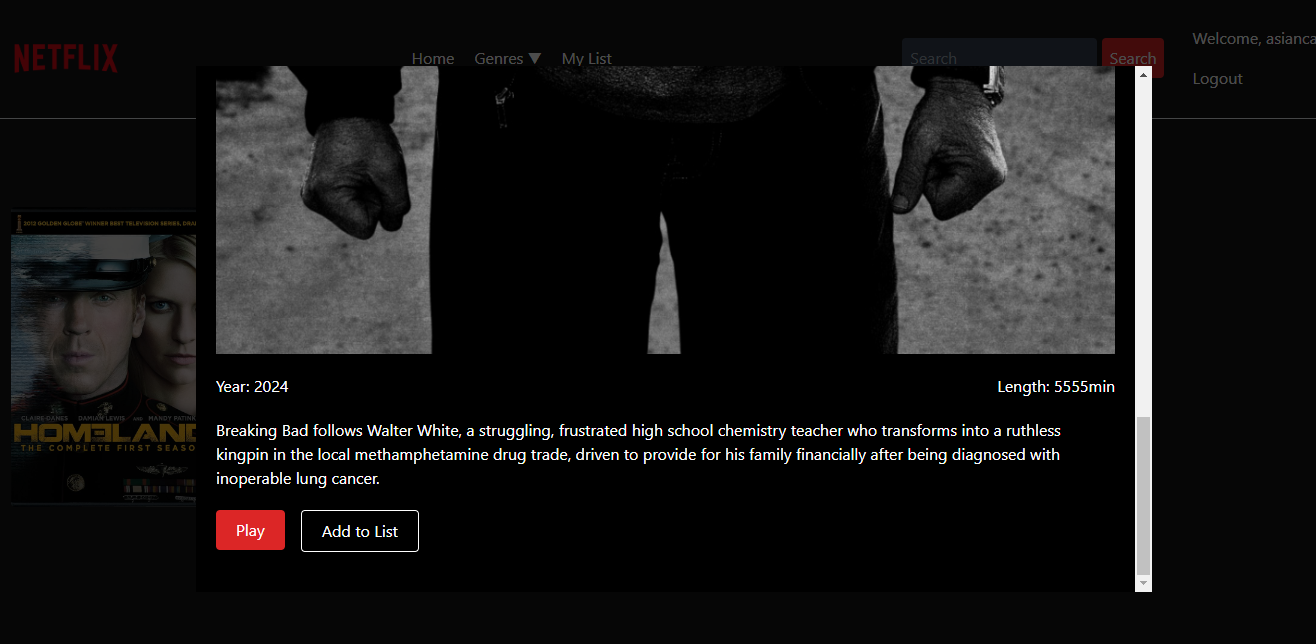 NETFLIX
Home Genres ▼ My List
Search
Search
Welcome, asianca
Logout
2012 GOLDEN GLOBE® WINNER BEST TELEVISION SERIES, DRA
CLAIRE DANES DAMIAN LEWIS AND MANDY PATINK
HOMELAND
THE COMPLETE FIRST SEASO
Year: 2024
Length: 5555min
Breaking Bad follows Walter White, a struggling, frustrated high school chemistry teacher who transforms into a ruthless
kingpin in the local methamphetamine drug trade, driven to provide for his family financially after being diagnosed with
inoperable lung cancer.
Play
Add to List